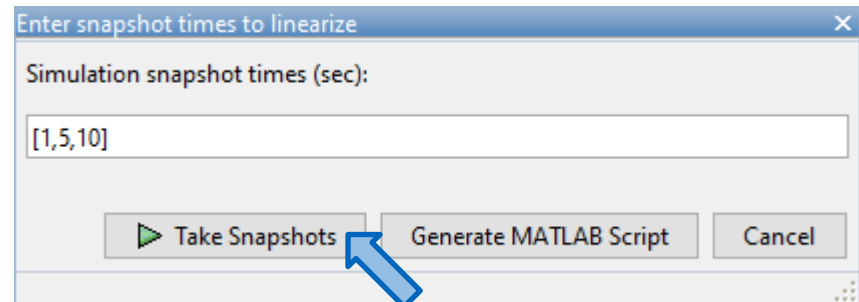 Enter snapshot times to linearize
Simulation snapshot times (sec):
[1,5,10]
Take Snapshots Generate MATLAB Script Cancel